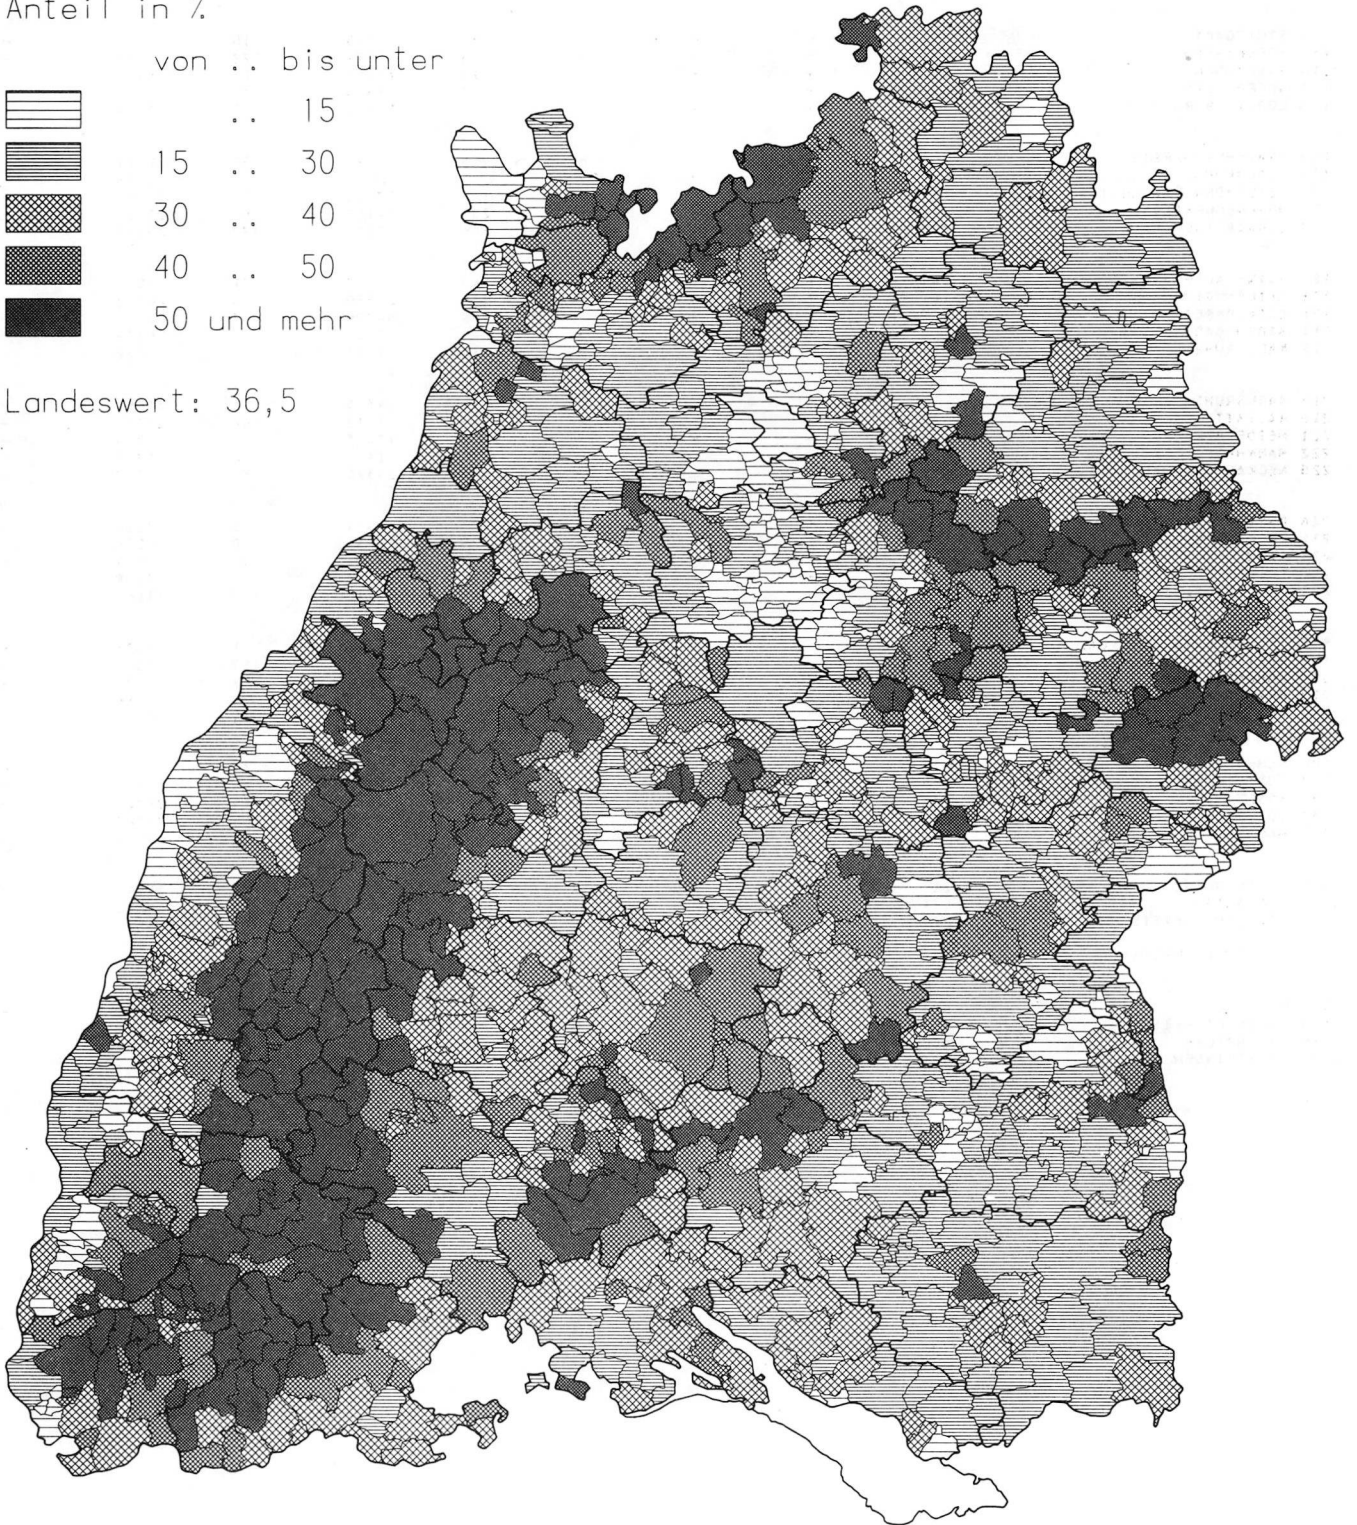 Anteil in %
von .. bis unter
.. 15
15 .. 30
30 .. 40
40 .. 50
50 und mehr
Landeswert: 36,5